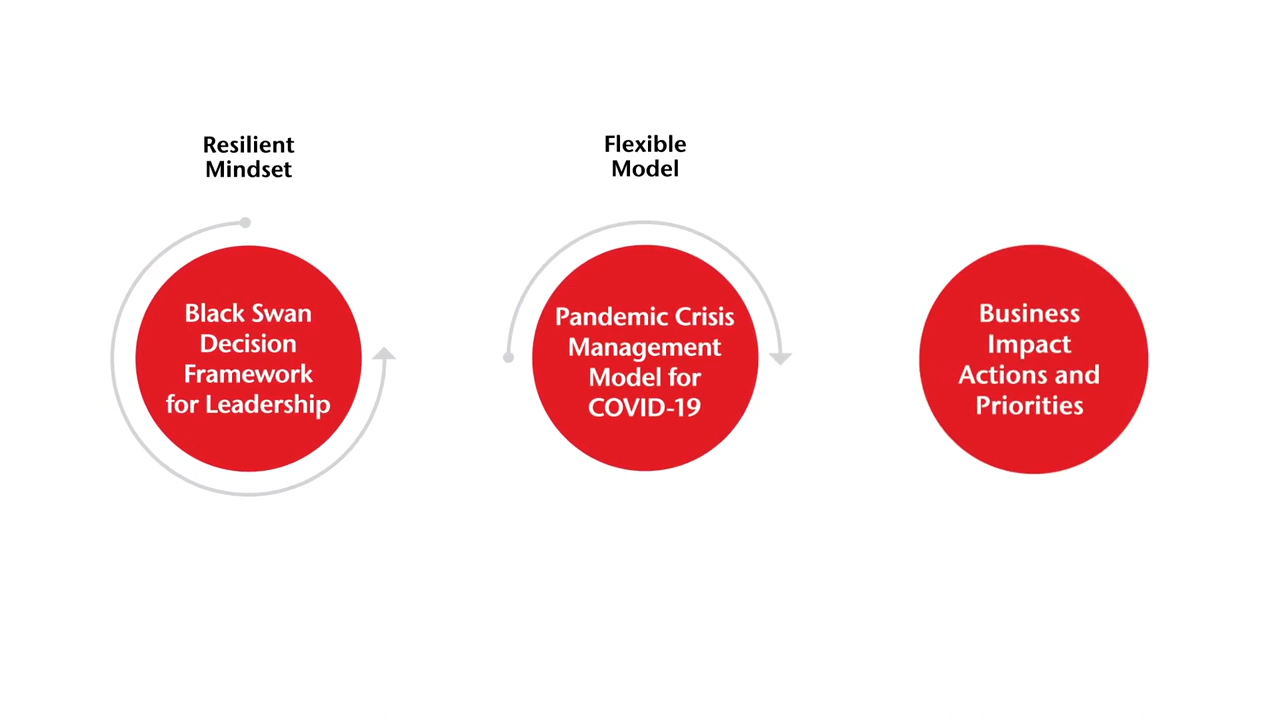 Resilient
Mindset
Black Swan
Decision
Framework
for Leadership
Flexible
Model
Pandemic Crisis
Management
Model for
COVID-19
Business
Impact
Actions and
Priorities